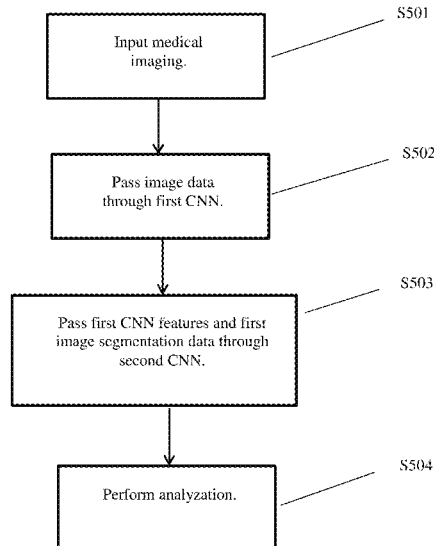 S501
Input medical
imaging.
S502
Pass image data
through first CNN.
S503
Pass first CNN features and first
image segmentation data through
second CNN.
S504
Perform analyzation.